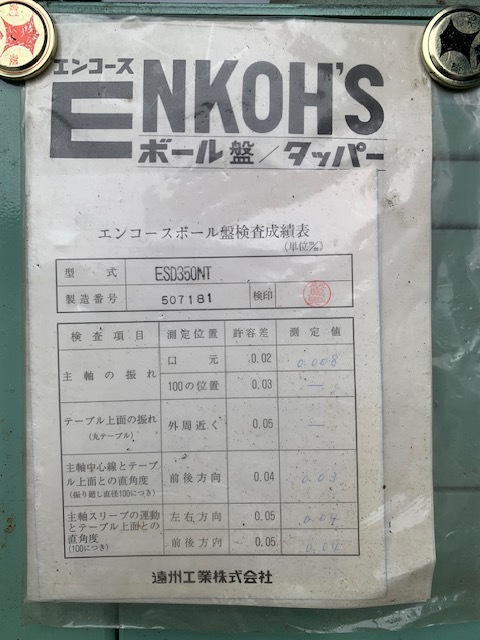 エンコース
ENKOH'S
ボール盤/タッパー
エンコースボール盤検査成績表
(単位㎜)
型式 ESD350NT
製造番号 507181 検印
検査項目 測定位置 許容差 測定値
主軸の振れ 口元 0.02 0.008
100の位置 0.03 —
テーブル上面の振れ
(丸テーブル) 外周近く 0.05 —
主軸中心線とテーブ
ル上面との直角度
(振り廻し直径100につき) 前後方向 0.04 0.03
主軸スリーブの運動
とテーブル上面との
直角度
(100につき) 左右方向 0.05 0.04
前後方向 0.05 0.04
遠州工業株式会社